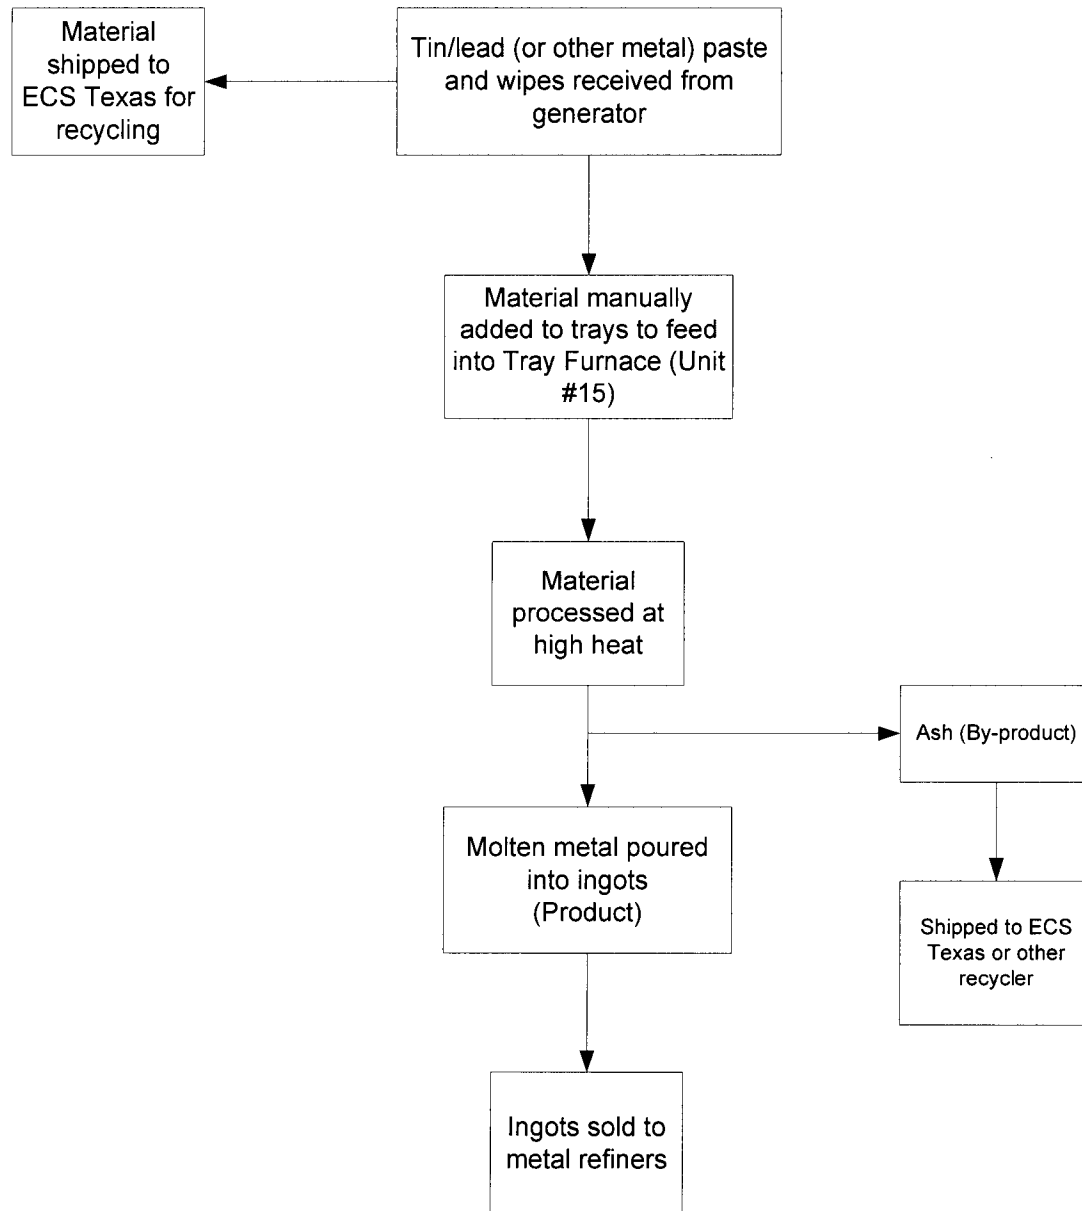 Material
shipped to
ECS Texas for
recycling
Tin/lead (or other metal) paste
and wipes received from
generator
Material manually
added to trays to feed
into Tray Furnace (Unit
#15)
Material
processed at
high heat
Ash (By-product)
Molten metal poured
into ingots
(Product)
Shipped to ECS
Texas or other
recycler
Ingots sold to
metal refiners